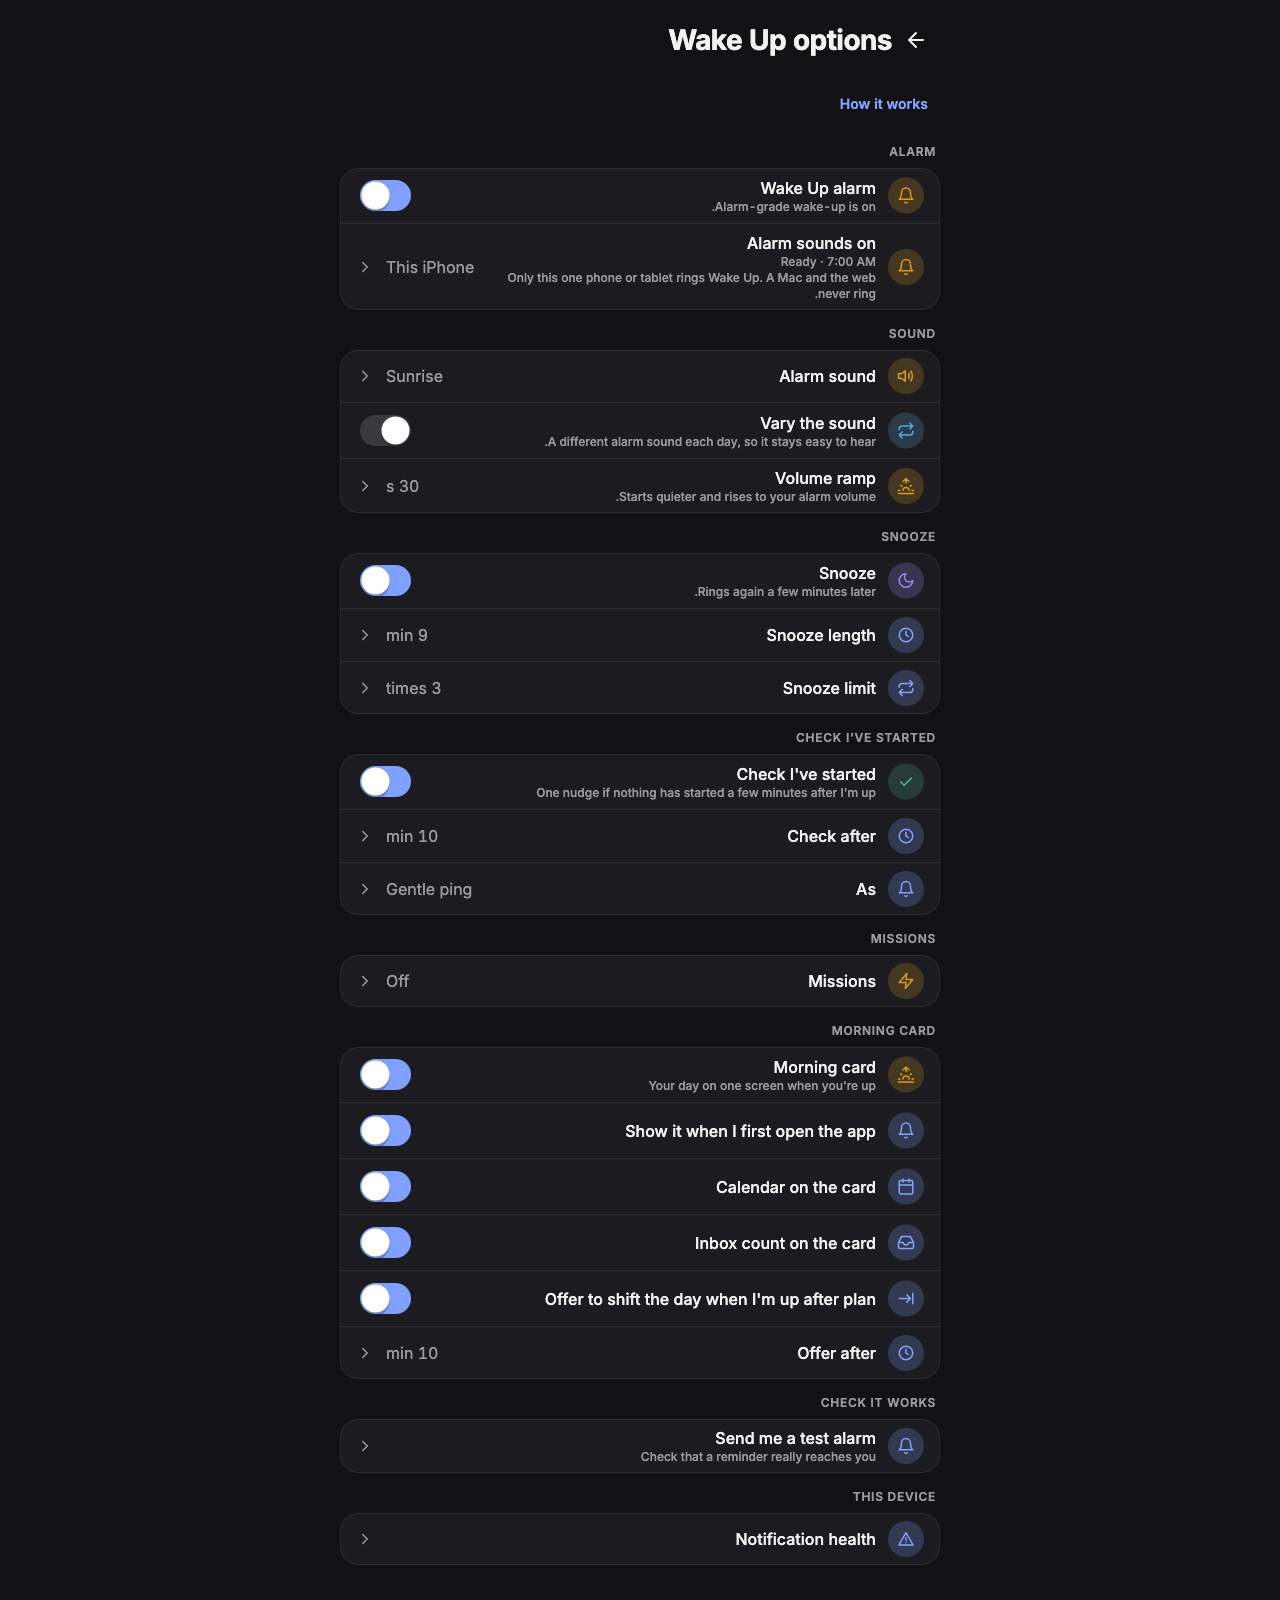 Wake Up options
How it works
ALARM
Wake Up alarm
.Alarm-grade wake-up is on
Alarm sounds on
Ready · 7:00 AM
Only this one phone or tablet rings Wake Up. A Mac and the web
.never ring
This iPhone
SOUND
Alarm sound
Sunrise
Vary the sound
.A different alarm sound each day, so it stays easy to hear
Volume ramp
.Starts quieter and rises to your alarm volume
s 30
SNOOZE
Snooze
.Rings again a few minutes later
Snooze length
min 9
Snooze limit
times 3
CHECK I'VE STARTED
Check I've started
One nudge if nothing has started a few minutes after I'm up
Check after
min 10
As
Gentle ping
MISSIONS
Missions
Off
MORNING CARD
Morning card
Your day on one screen when you're up
Show it when I first open the app
Calendar on the card
Inbox count on the card
Offer to shift the day when I'm up after plan
Offer after
min 10
CHECK IT WORKS
Send me a test alarm
Check that a reminder really reaches you
THIS DEVICE
Notification health